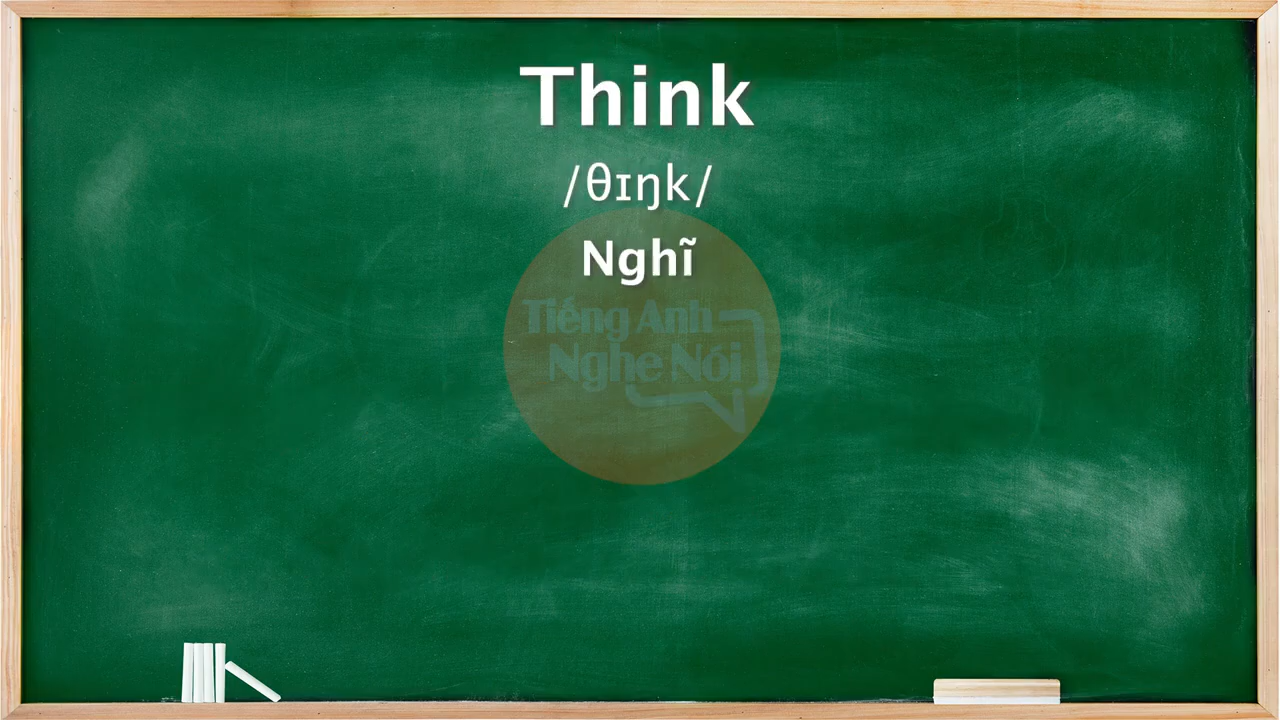 Think
/θɪŋk/
Nghĩ
Tiếng Anh
Nghe Nói